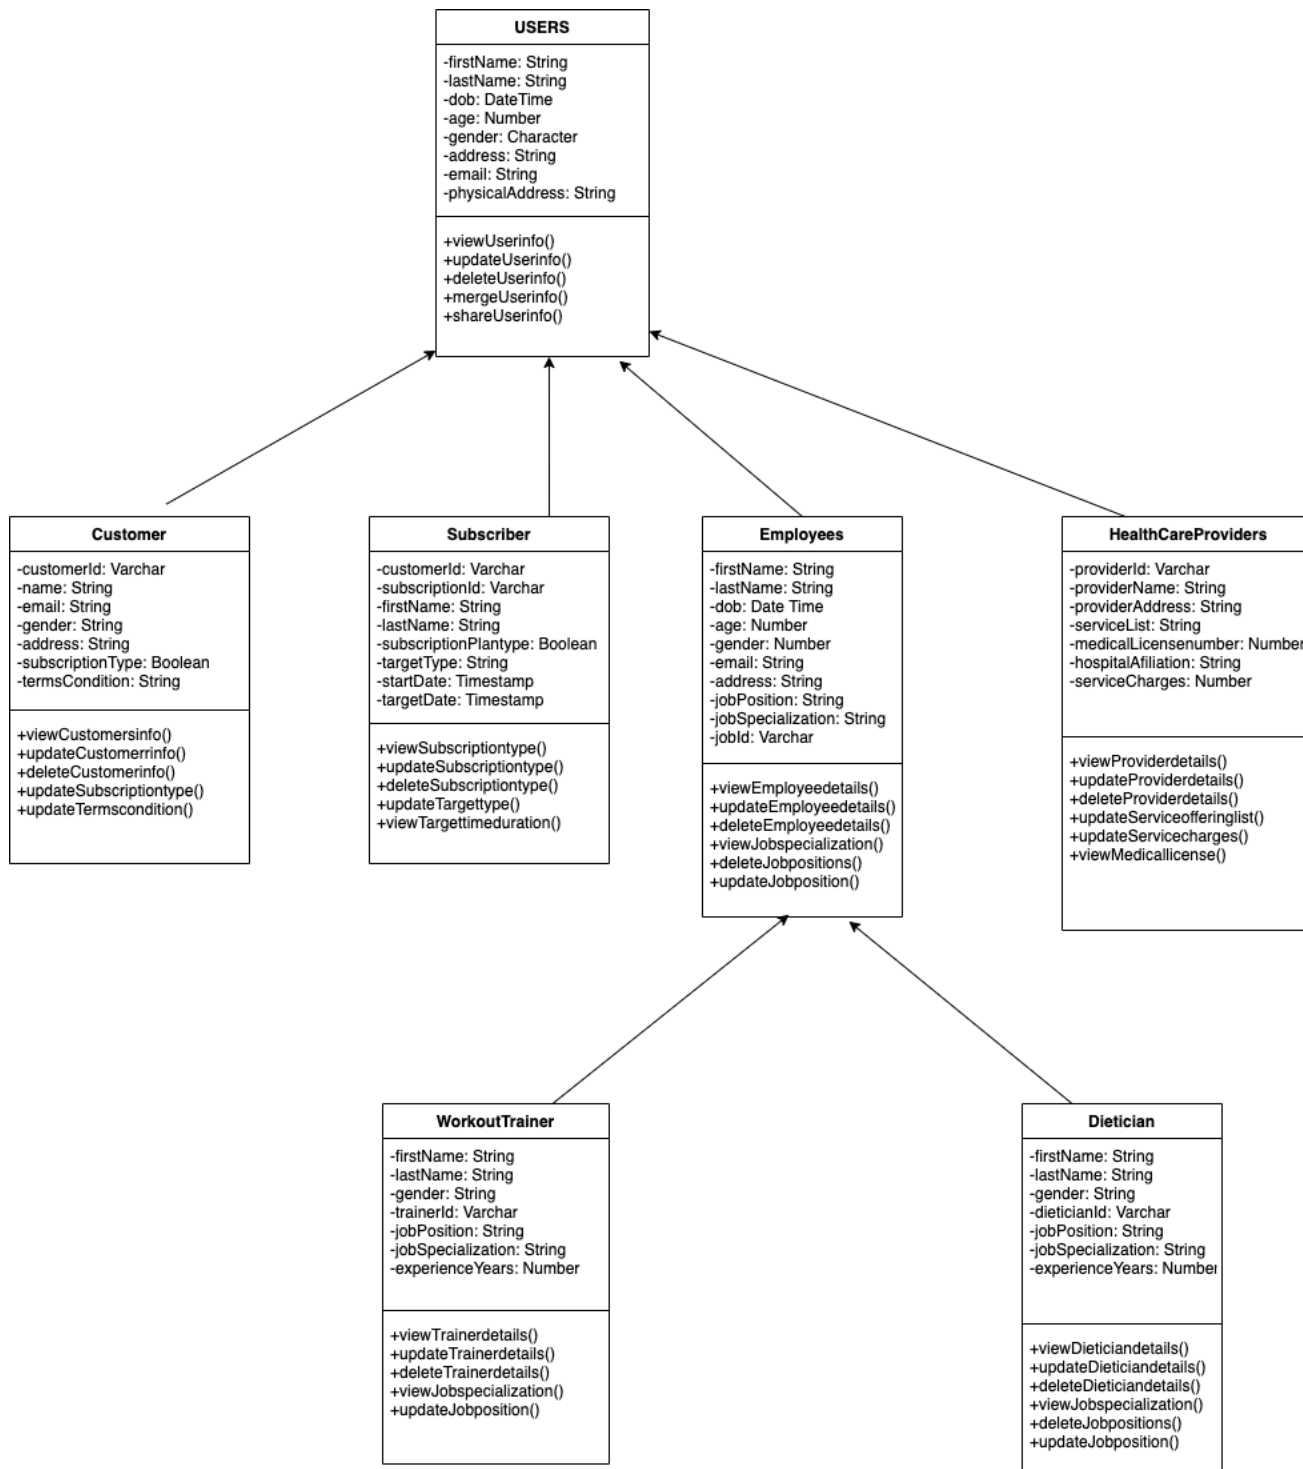 USERS
-firstName: String
-lastName: String
-dob: DateTime
-age: Number
-gender: Character
-address: String
-email: String
-physicalAddress: String
+viewUserinfo()
+updateUserinfo()
+deleteUserinfo()
+mergeUserinfo()
+shareUserinfo()
Customer
-customerId: Varchar
-name: String
-email: String
-gender: String
-address: String
-subscriptionType: Boolean
-termsCondition: String
+viewCustomersinfo()
+updateCustomerrinfo()
+deleteCustomerinfo()
+updateSubscriptiontype()
+updateTermscondition()
Subscriber
-customerId: Varchar
-subscriptionId: Varchar
-firstName: String
-lastName: String
-subscriptionPlantype: Boolean
-targetType: String
-startDate: Timestamp
-targetDate: Timestamp
+viewSubscriptiontype()
+updateSubscriptiontype()
+deleteSubscriptiontype()
+updateTargettype()
+viewTargettimeduration()
Employees
-firstName: String
-lastName: String
-dob: Date Time
-age: Number
-gender: Number
-email: String
-address: String
-jobPosition: String
-jobSpecialization: String
-jobId: Varchar
+viewEmployeedetails()
+updateEmployeedetails()
+deleteEmployeedetails()
+viewJobspecialization()
+deleteJobpositions()
+updateJobposition()
HealthCareProviders
-providerId: Varchar
-providerName: String
-providerAddress: String
-serviceList: String
-medicalLicensenumber: Number
-hospitalAfiliation: String
-serviceCharges: Number
+viewProviderdetails()
+updateProviderdetails()
+deleteProviderdetails()
+updateServiceofferinglist()
+updateServicecharges()
+viewMedicallicense()
WorkoutTrainer
-firstName: String
-lastName: String
-gender: String
-trainerId: Varchar
-jobPosition: String
-jobSpecialization: String
-experienceYears: Number
+viewTrainerdetails()
+updateTrainerdetails()
+deleteTrainerdetails()
+viewJobspecialization()
+updateJobposition()
Dietician
-firstName: String
-lastName: String
-gender: String
-dieticianId: Varchar
-jobPosition: String
-jobSpecialization: String
-experienceYears: Number
+viewDieticiandetails()
+updateDieticiandetails()
+deleteDieticiandetails()
+viewJobspecialization()
+deleteJobpositions()
+updateJobposition()